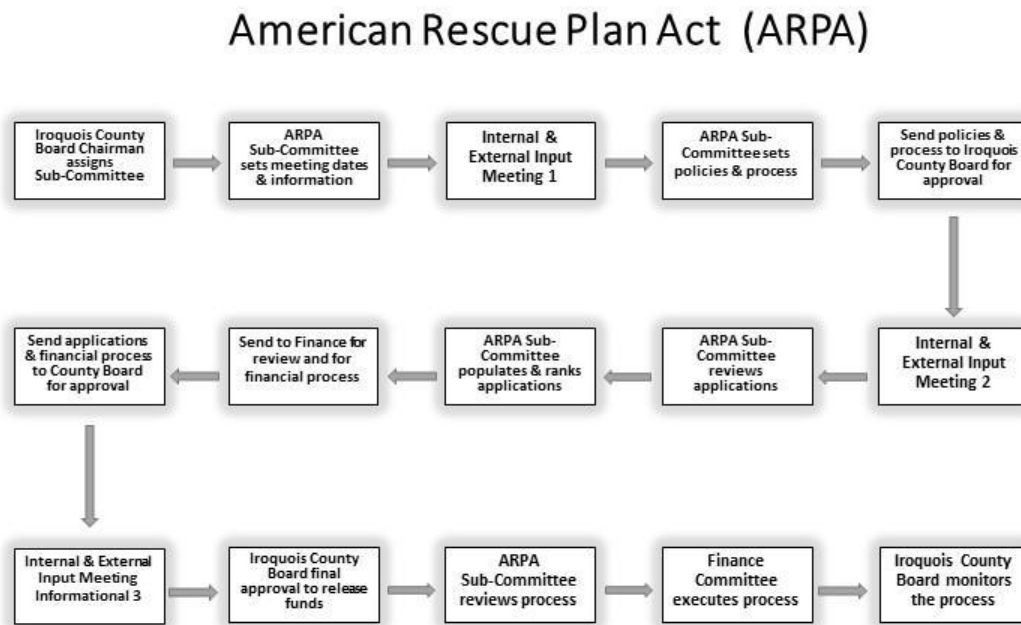 American Rescue Plan Act (ARPA)
Iroquois County
Board Chairman
assigns
Sub-Committee
ARPA
Sub-Committee
sets meeting dates
& information
Internal &
External Input
Meeting 1
ARPA Sub-
Committee sets
policies & process
Send policies &
process to Iroquois
County Board for
approval
Internal &
External Input
Meeting 2
ARPA Sub-
Committee
reviews
applications
ARPA Sub-
Committee
populates & ranks
applications
Send to Finance for
review and for
financial process
Send applications
& financial process
to County Board
for approval
Internal & External
Input Meeting
Informational 3
Iroquois County
Board final
approval to release
funds
ARPA
Sub-Committee
reviews process
Finance
Committee
executes process
Iroquois County
Board monitors
the process